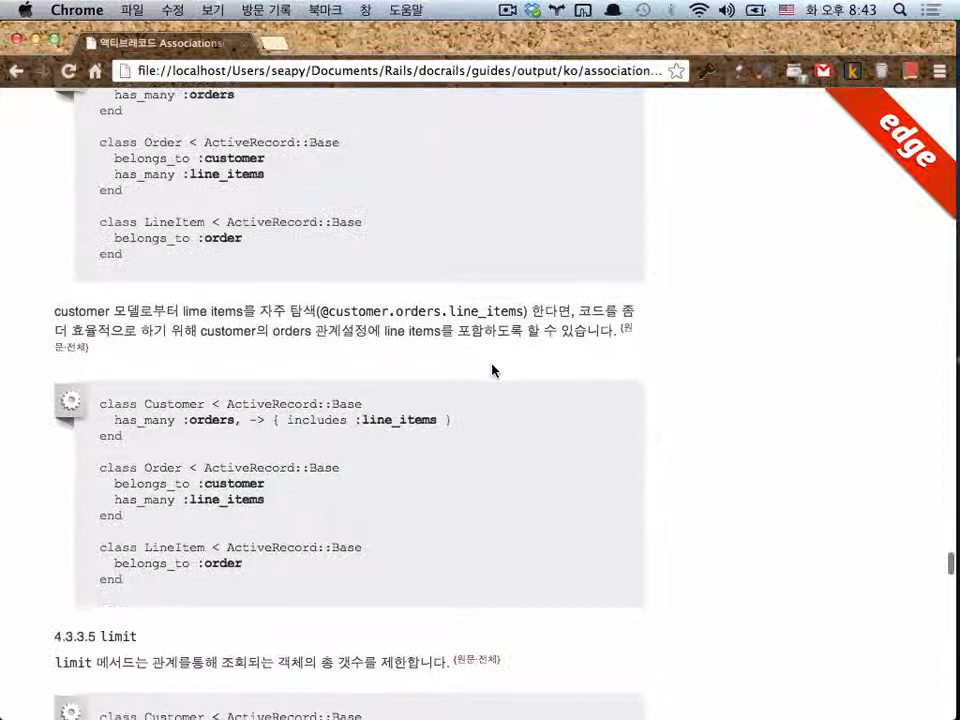 Chrome 파일 수정 보기 방문 기록 북마크 창 도움말 화 오후 8:43
액티브레코드 Associations
file://localhost/Users/seapy/Documents/Rails/docrails/guides/output/ko/association...
edge
has_many :orders
end
class Order < ActiveRecord::Base
belongs_to :customer
has_many :line_items
end
class LineItem < ActiveRecord::Base
belongs_to :order
end
customer 모델로부터 lime items를 자주 탐색(@customer.orders.line_items) 한다면, 코드를 좀
더 효율적으로 하기 위해 customer의 orders 관계설정에 line items를 포함하도록 할 수 있습니다. {원
문·전체}
class Customer < ActiveRecord::Base
has_many :orders, -> { includes :line_items }
end
class Order < ActiveRecord::Base
belongs_to :customer
has_many :line_items
end
class LineItem < ActiveRecord::Base
belongs_to :order
end
4.3.3.5 limit
limit 메서드는 관계를통해 조회되는 객체의 총 갯수를 제한합니다. {원문·전체}
class Customer < ActiveRecord::Base